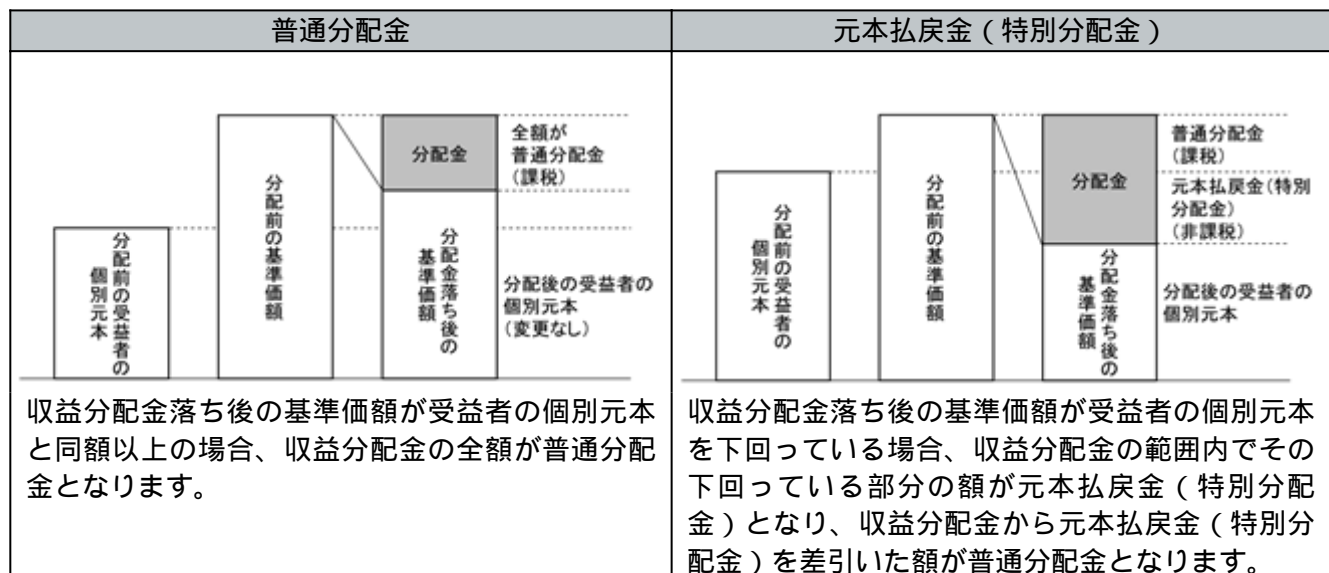 普通分配金
分配前の受益者の
個別元本
分配前の基準価額
分配金
分配金落ち後の
基準価額
全額が
普通分配金
(課税)
分配後の受益者の
個別元本
(変更なし)
収益分配金落ち後の基準価額が受益者の個別元本
と同額以上の場合、収益分配金の全額が普通分配
金となります。
元本払戻金(特別分配金)
分配前の受益者の
個別元本
分配前の基準価額
分配金
分配金落ち後の
基準価額
普通分配金
(課税)
元本払戻金(特別
分配金)
(非課税)
分配後の受益者の
個別元本
収益分配金落ち後の基準価額が受益者の個別元本
を下回っている場合、収益分配金の範囲内でその
下回っている部分の額が元本払戻金(特別分配
金)となり、収益分配金から元本払戻金(特別分
配金)を差引いた額が普通分配金となります。